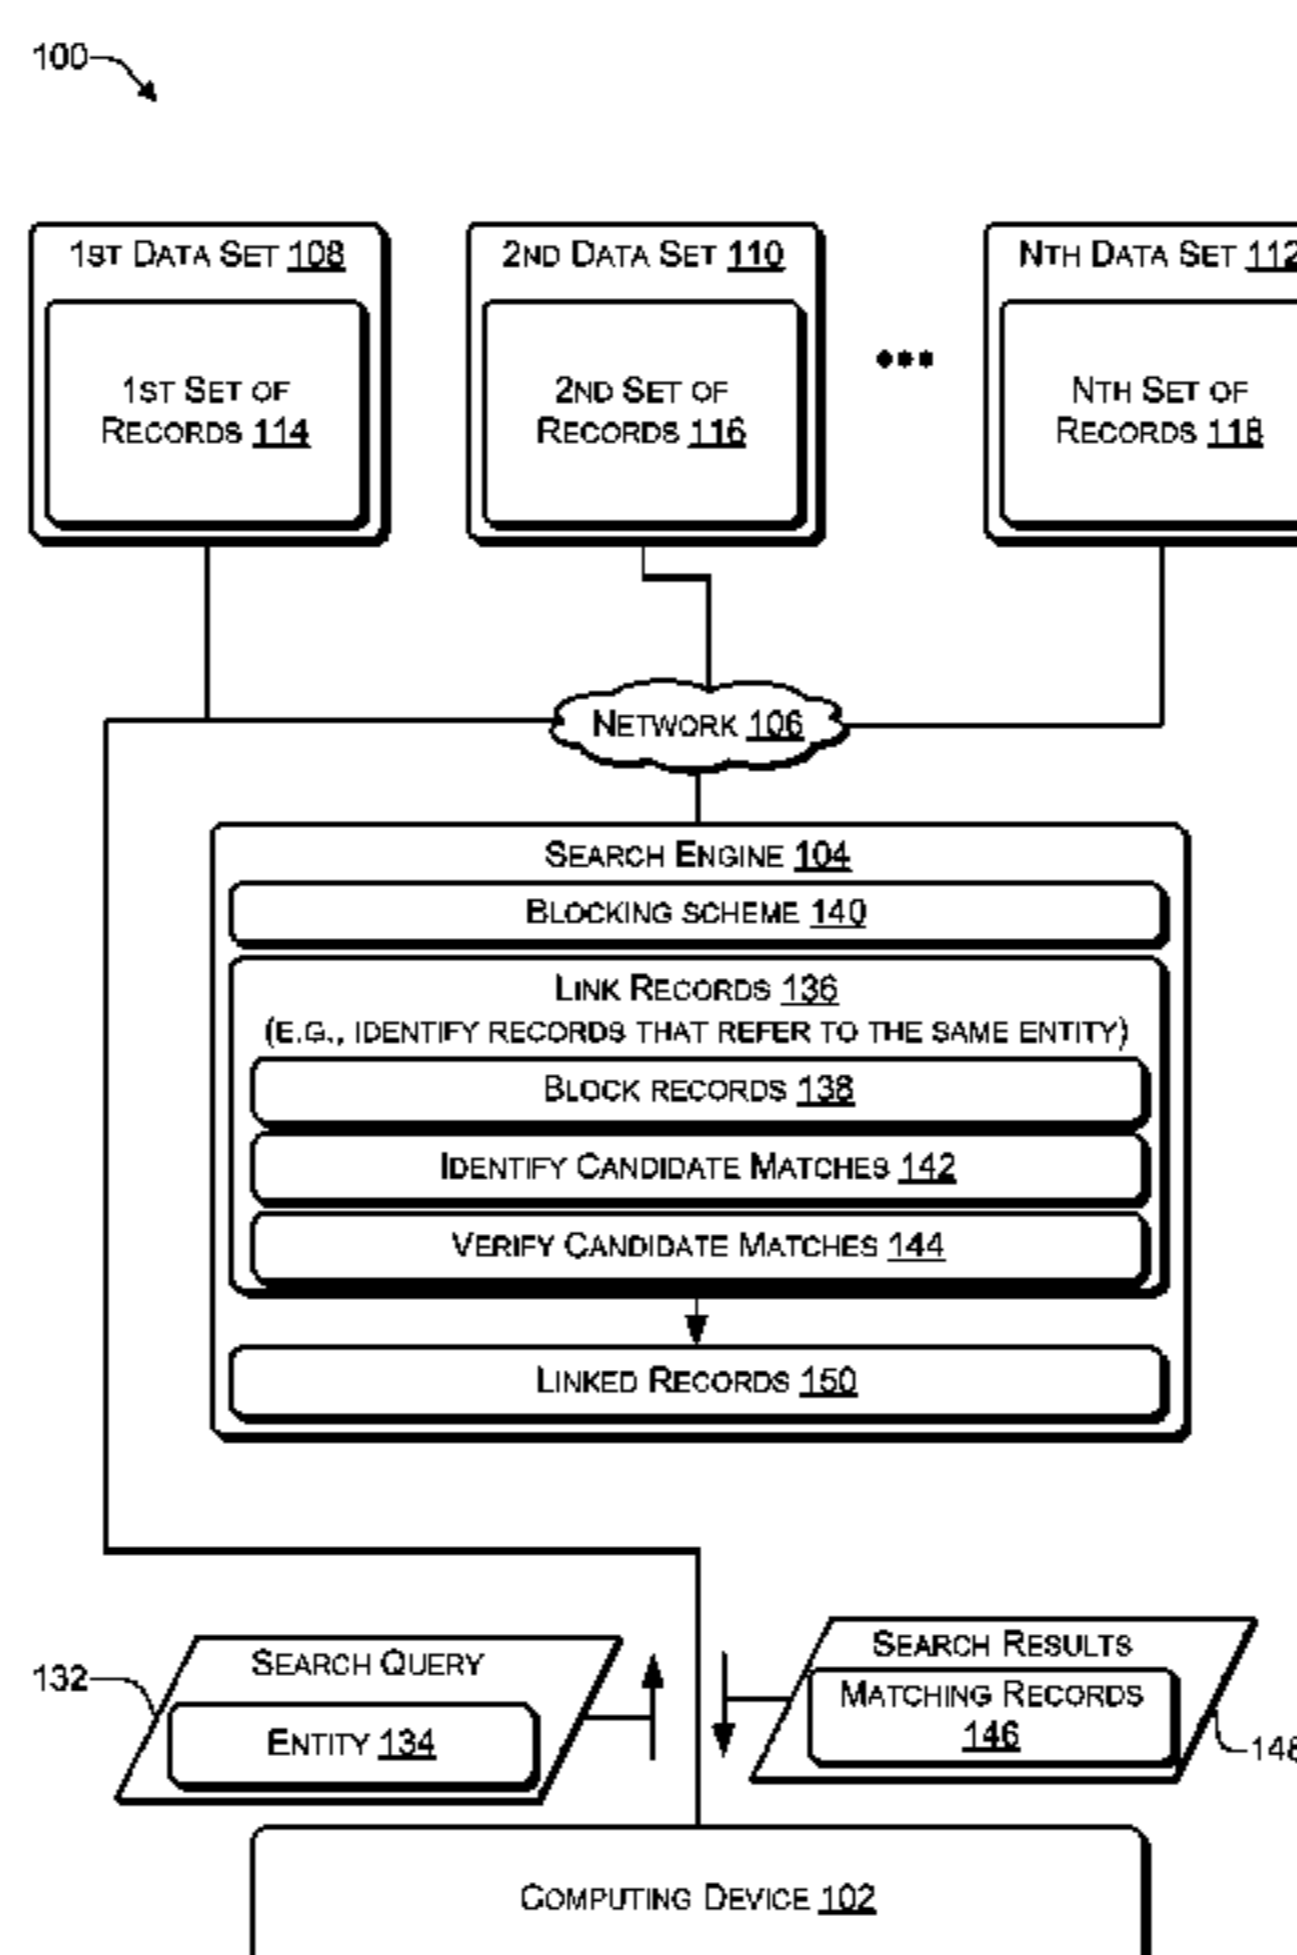 100
1ST DATA SET 108
1ST SET OF
RECORDS 114
2ND DATA SET 110
2ND SET OF
RECORDS 116
NTH DATA SET 112
NTH SET OF
RECORDS 118
NETWORK 106
SEARCH ENGINE 104
BLOCKING SCHEME 140
LINK RECORDS 136
(E.G., IDENTIFY RECORDS THAT REFER TO THE SAME ENTITY)
BLOCK RECORDS 138
IDENTIFY CANDIDATE MATCHES 142
VERIFY CANDIDATE MATCHES 144
LINKED RECORDS 150
132
SEARCH QUERY
ENTITY 134
SEARCH RESULTS
MATCHING RECORDS
146
148
COMPUTING DEVICE 102